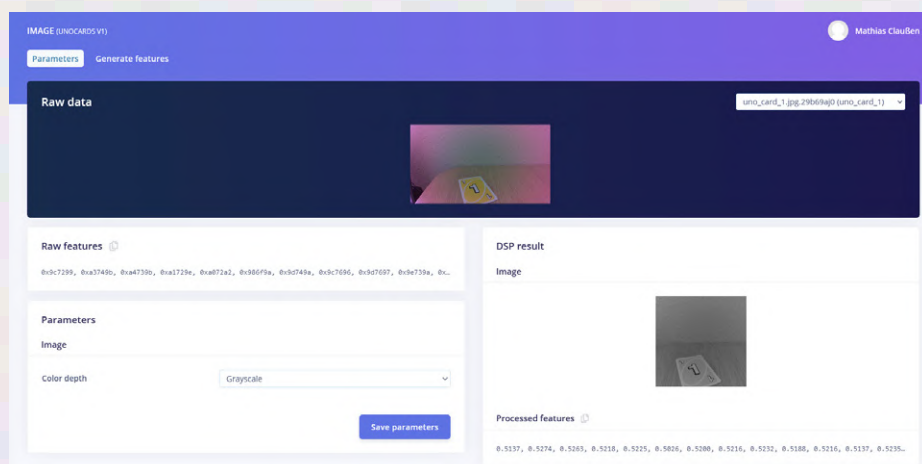 IMAGE (UNOCARDS V1)
Mathias Claußen
Parameters Generate features
Raw data
uno_card_1.jpg.29b69aj0 (uno_card_1)
Raw features
0x9c7299, 0xa3749b, 0xa4739b, 0xa1729e, 0xa072a2, 0x986f9a, 0x9d749a, 0x9c7696, 0x9d7697, 0x9e739a, 0x…
Parameters
Image
Color depth Grayscale
Save parameters
DSP result
Image
Processed features
0.5137, 0.5274, 0.5263, 0.5218, 0.5225, 0.5026, 0.5200, 0.5216, 0.5232, 0.5188, 0.5216, 0.5137, 0.5235…